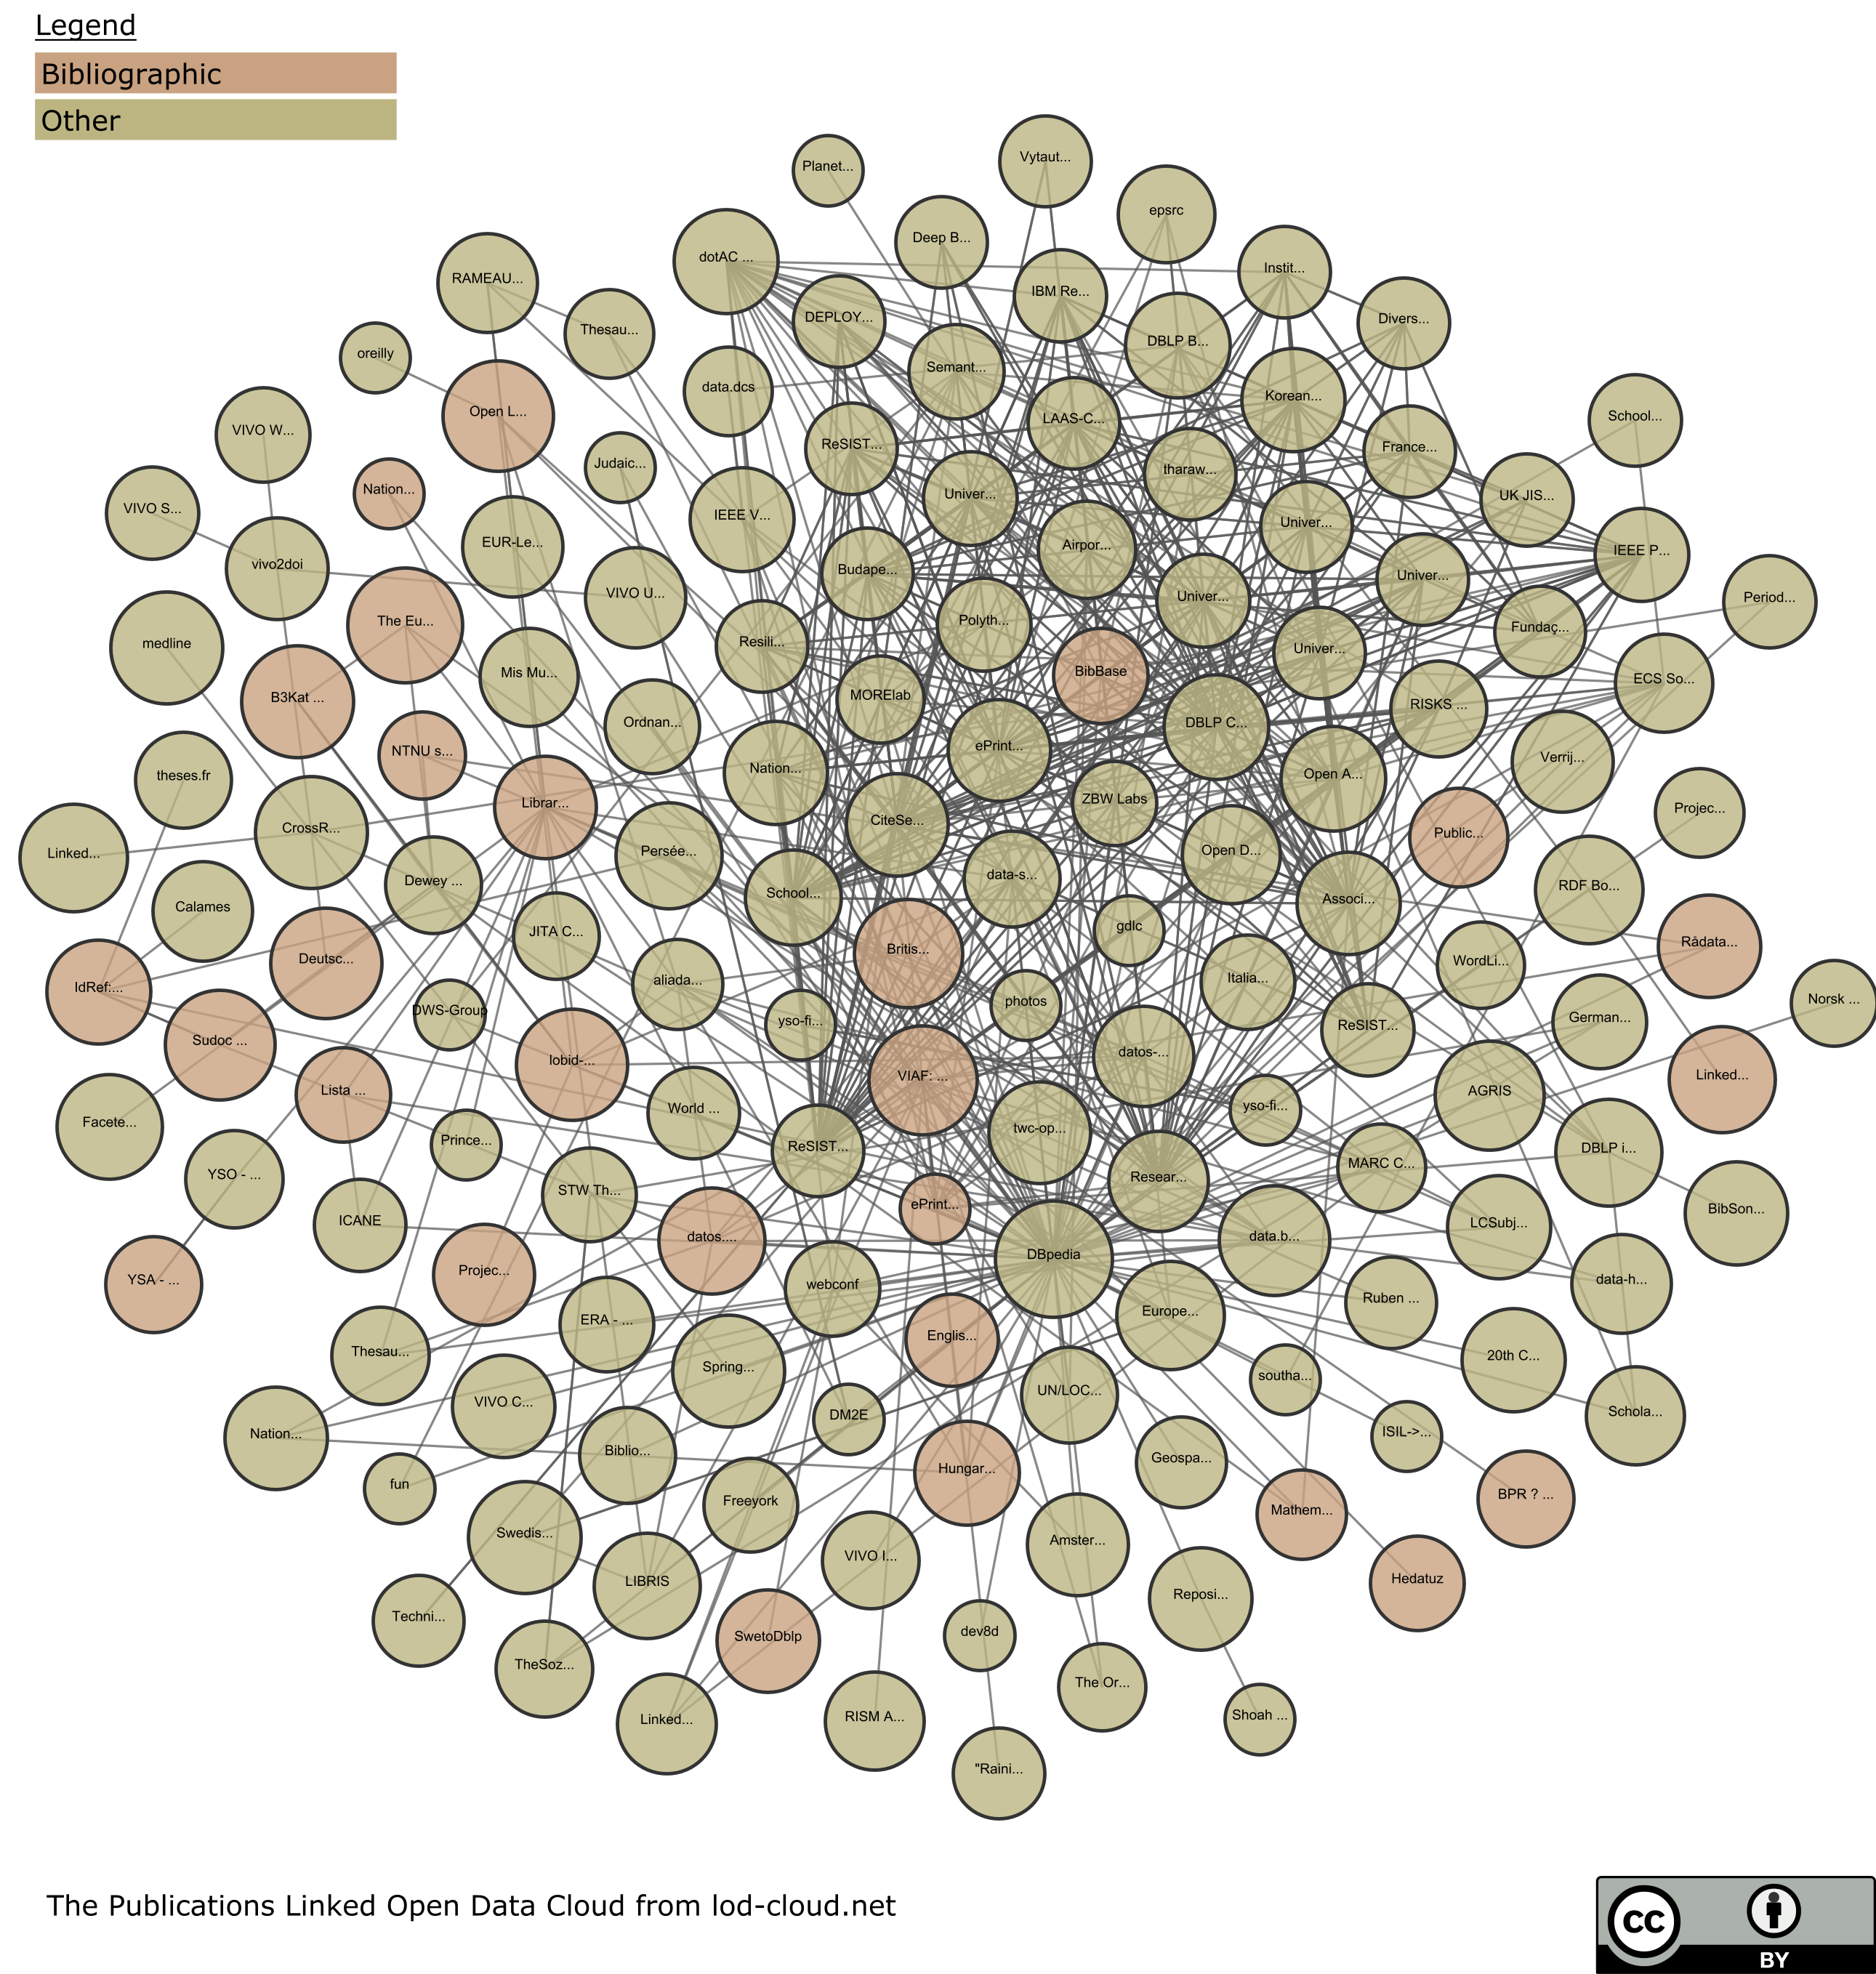 Legend
Bibliographic
Other
Planet...
Vytaut...
epsrc
dotAC ...
Deep B...
Instit...
RAMEAU...
IBM Re...
DEPLOY...
Divers...
Thesau...
DBLP B...
oreilly
Semant...
data.dcs
Korean...
Open L...
LAAS-C...
School...
VIVO W...
ReSIST...
France...
Judaic...
tharaw...
Nation...
Univer...
UK JIS...
VIVO S...
IEEE V...
Univer...
EUR-Le...
Airpor...
IEEE P...
vivo2doi
Budape...
Univer...
VIVO U...
Univer...
Period...
The Eu...
Polyth...
Fundaç...
medline
Resili...
Univer...
Mis Mu...
BibBase
ECS So...
B3Kat ...
MORElab
RISKS ...
Ordnan...
DBLP C...
NTNU s...
ePrint...
Verrij...
theses.fr
Nation...
Open A...
Librar...
ZBW Labs
Projec...
CrossR...
CiteSe...
Public...
Linked...
Persée...
Open D...
Dewey ...
data-s...
RDF Bo...
School...
Associ...
Calames
JITA C...
gdlc
Britis...
Rådata...
Deutsc...
WordLi...
IdRef:...
aliada...
Italia...
DWS-Group
yso-fi...
photos
Norsk ...
German...
Sudoc ...
ReSIST...
lobid-...
VIAF: ...
datos-...
Linked...
Lista ...
World ...
yso-fi...
AGRIS
Facete...
Prince...
ReSIST...
twc-op...
DBLP i...
YSO - ...
STW Th...
Resear...
MARC C...
ePrint...
BibSon...
ICANE
datos....
DBpedia
data.b...
LCSubj...
YSA - ...
Projec...
webconf
data-h...
ERA - ...
Europe...
Ruben ...
Thesau...
Englis...
Spring...
20th C...
VIVO C...
UN/LOC...
southa...
Nation...
DM2E
Schola...
fun
Biblio...
Hungar...
Geospa...
ISIL->...
Swedis...
Freeyork
Mathem...
BPR ? ...
LIBRIS
VIVO I...
Amster...
Hedatuz
Techni...
Reposi...
TheSoz...
SwetoDblp
dev8d
Linked...
RISM A...
The Or...
Shoah ...
"Raini...
The Publications Linked Open Data Cloud from lod-cloud.net
cc
BY